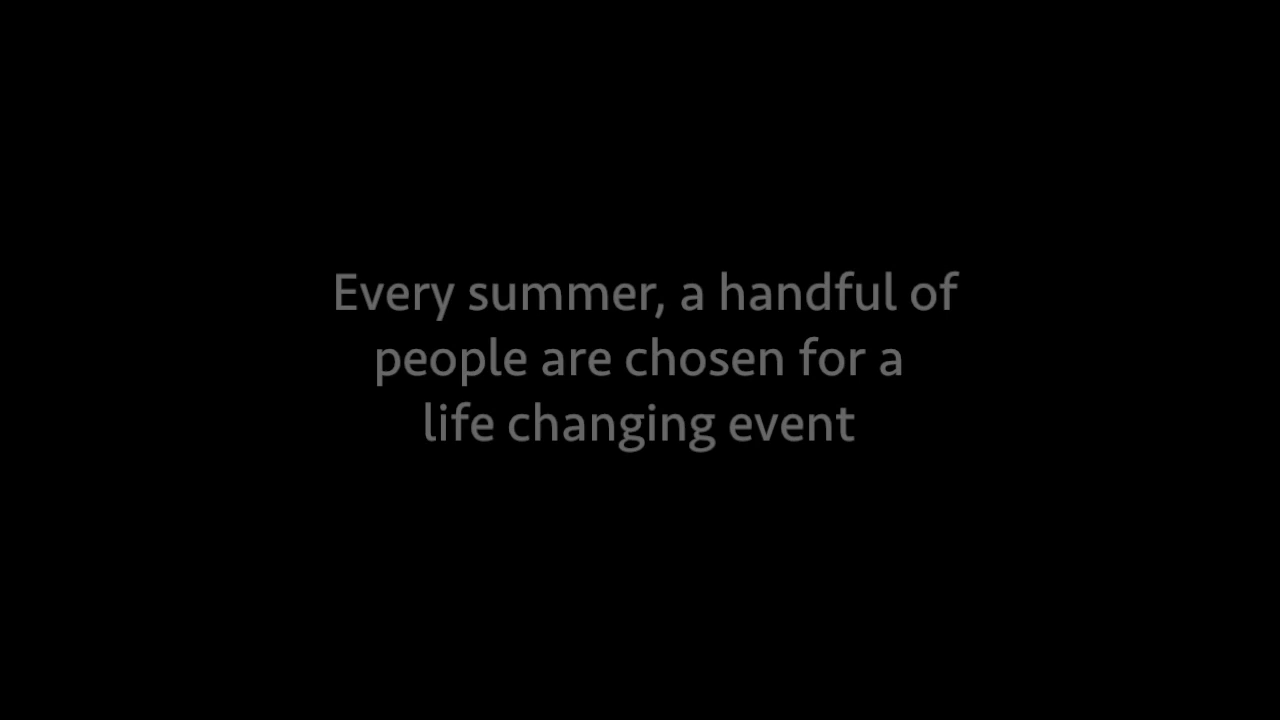 Every summer, a handful of
people are chosen for a
life changing event